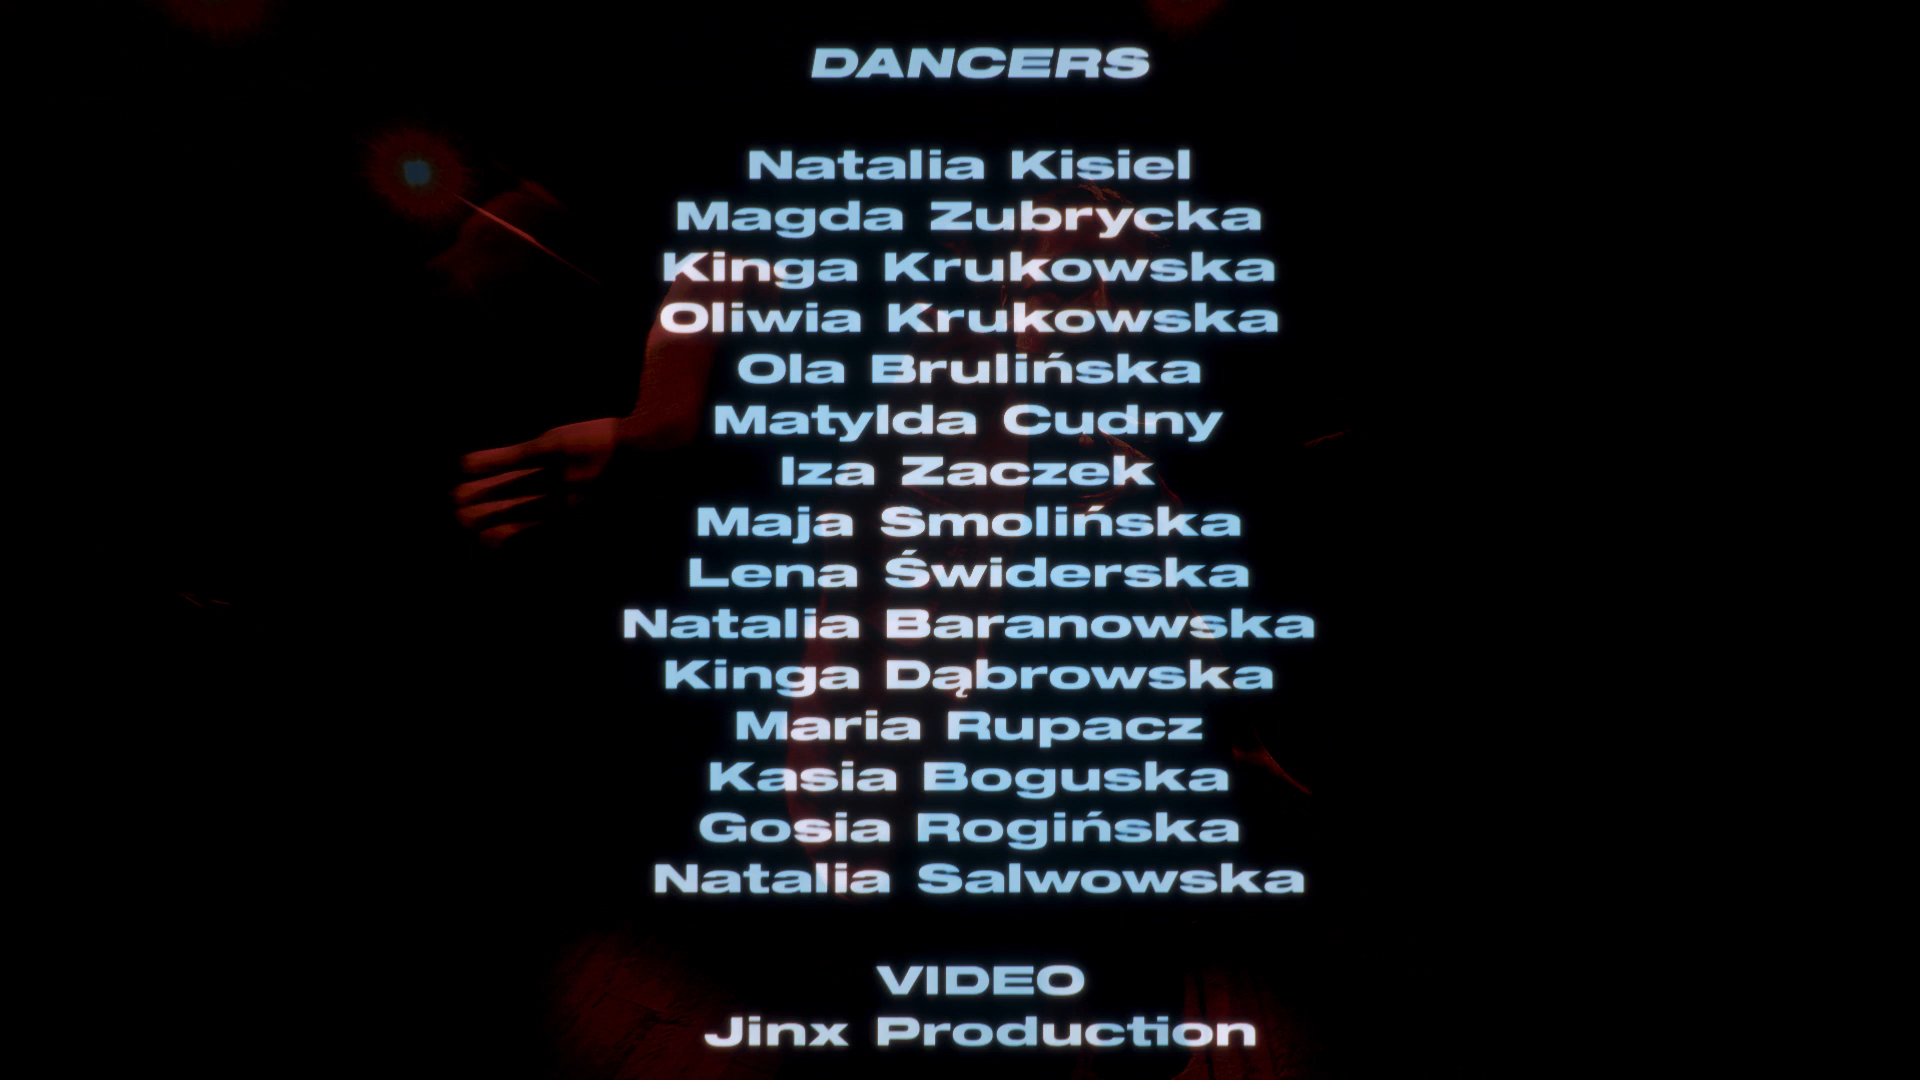 DANCERS
Natalia Kisiel
Magda Zubrycka
Kinga Krukowska
Oliwia Krukowska
Ola Brulińska
Matylda Cudny
Iza Zaczek
Maja Smolińska
Lena Świderska
Natalia Baranowska
Kinga Dąbrowska
Maria Rupacz
Kasia Boguska
Gosia Rogińska
Natalia Salwowska
VIDEO
Jinx Production